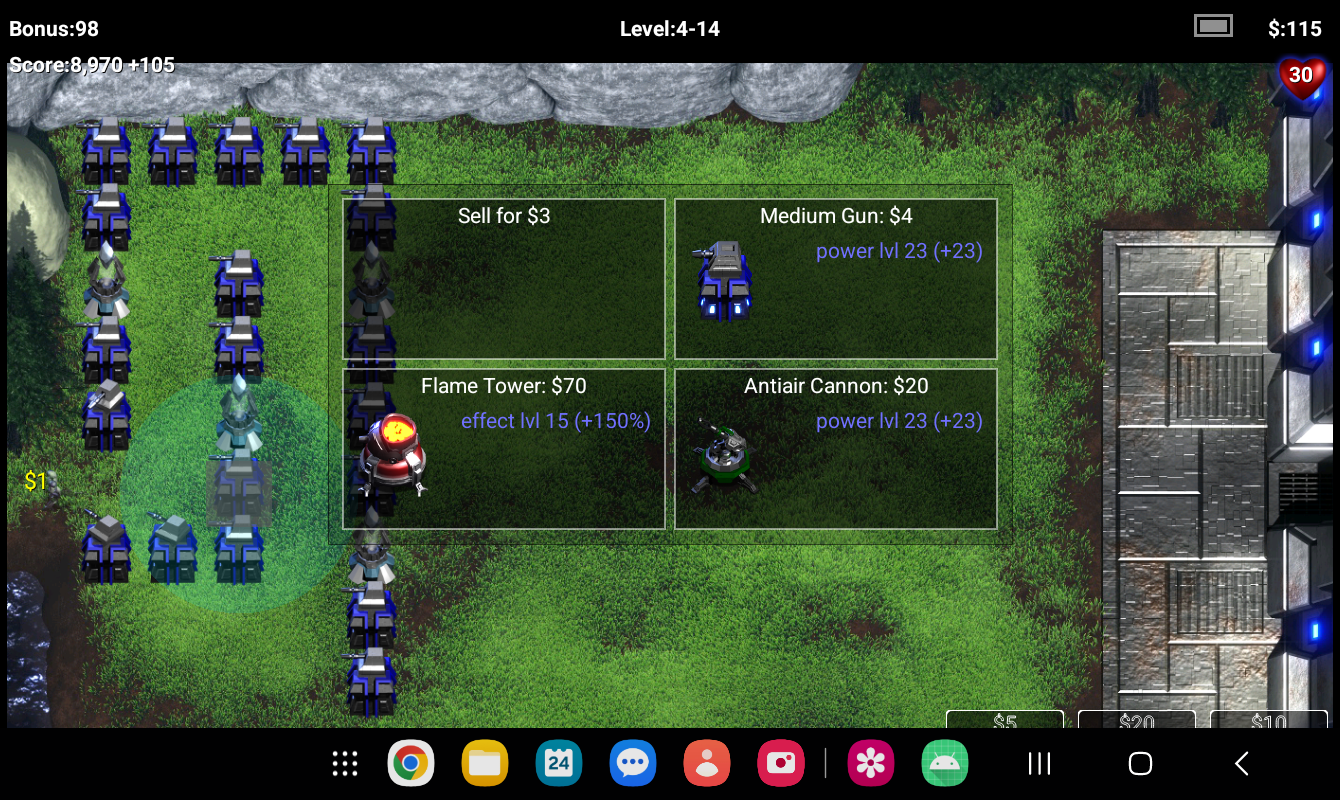 Bonus:98
Level:4-14
$:115
Score:8,970 +105
30
Sell for $3
Medium Gun: $4
power lvl 23 (+23)
Flame Tower: $70
effect lvl 15 (+150%)
Antiair Cannon: $20
power lvl 23 (+23)
$1
$5
$20
$10
24